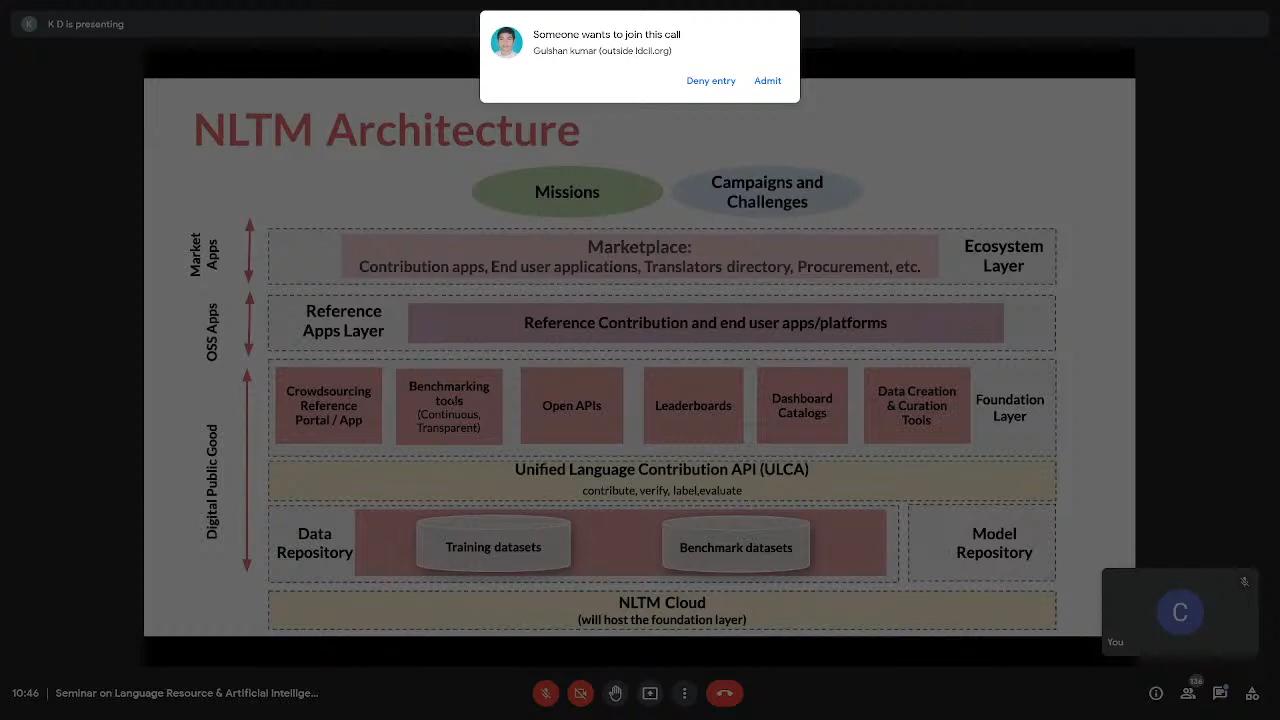 K
K D is presenting
Someone wants to join this call
Gulshan kumar (outside ldcil.org)
Deny entry
Admit
NLTM Architecture
Missions
Campaigns and
Challenges
Market
Apps
Marketplace:
Contribution apps, End user applications, Translators directory, Procurement, etc.
Ecosystem
Layer
OSS Apps
Reference
Apps Layer
Reference Contribution and end user apps/platforms
Digital Public Good
Crowdsourcing
Reference
Portal / App
Benchmarking
tools
(Continuous,
Transparent)
Open APIs
Leaderboards
Dashboard
Catalogs
Data Creation
& Curation
Tools
Foundation
Layer
Unified Language Contribution API (ULCA)
contribute, verify, label,evaluate
Data
Repository
Training datasets
Benchmark datasets
Model
Repository
NLTM Cloud
(will host the foundation layer)
C
You
10:46
Seminar on Language Resource & Artificial Intellige...
136